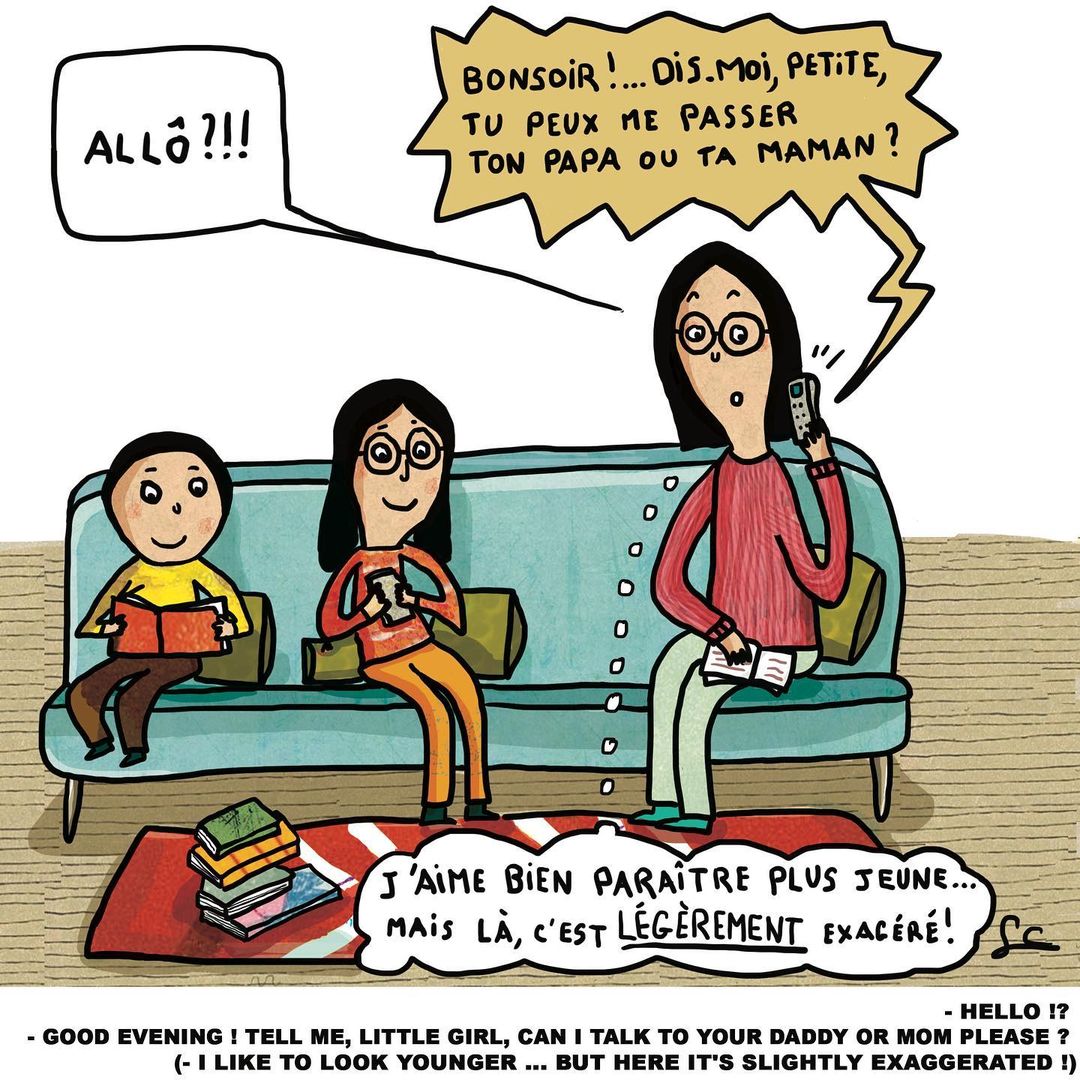 ALLÔ?!!!
BONSOIR!... DIS-MOI, PETITE,
TU PEUX ME PASSER
TON PAPA OU TA MAMAN?
J'AIME BIEN PARAÎTRE PLUS JEUNE...
MAIS LÀ, C'EST LÉGÈREMENT EXAGÉRÉ!
SC
- HELLO !?
- GOOD EVENING ! TELL ME, LITTLE GIRL, CAN I TALK TO YOUR DADDY OR MOM PLEASE ?
(- I LIKE TO LOOK YOUNGER ... BUT HERE IT'S SLIGHTLY EXAGGERATED !)